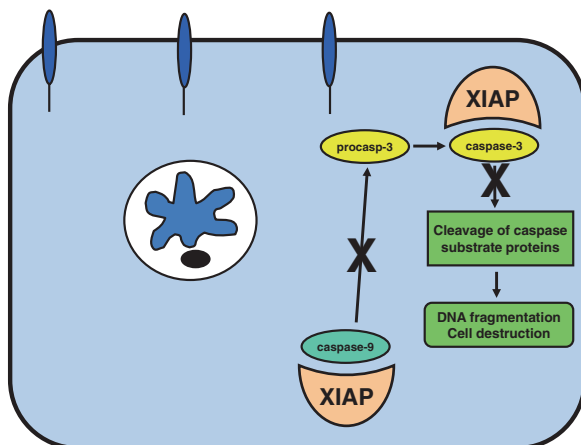 XIAP
procasp-3
caspase-3
X
Cleavage of caspase
substrate proteins
X
DNA fragmentation
Cell destruction
caspase-9
XIAP